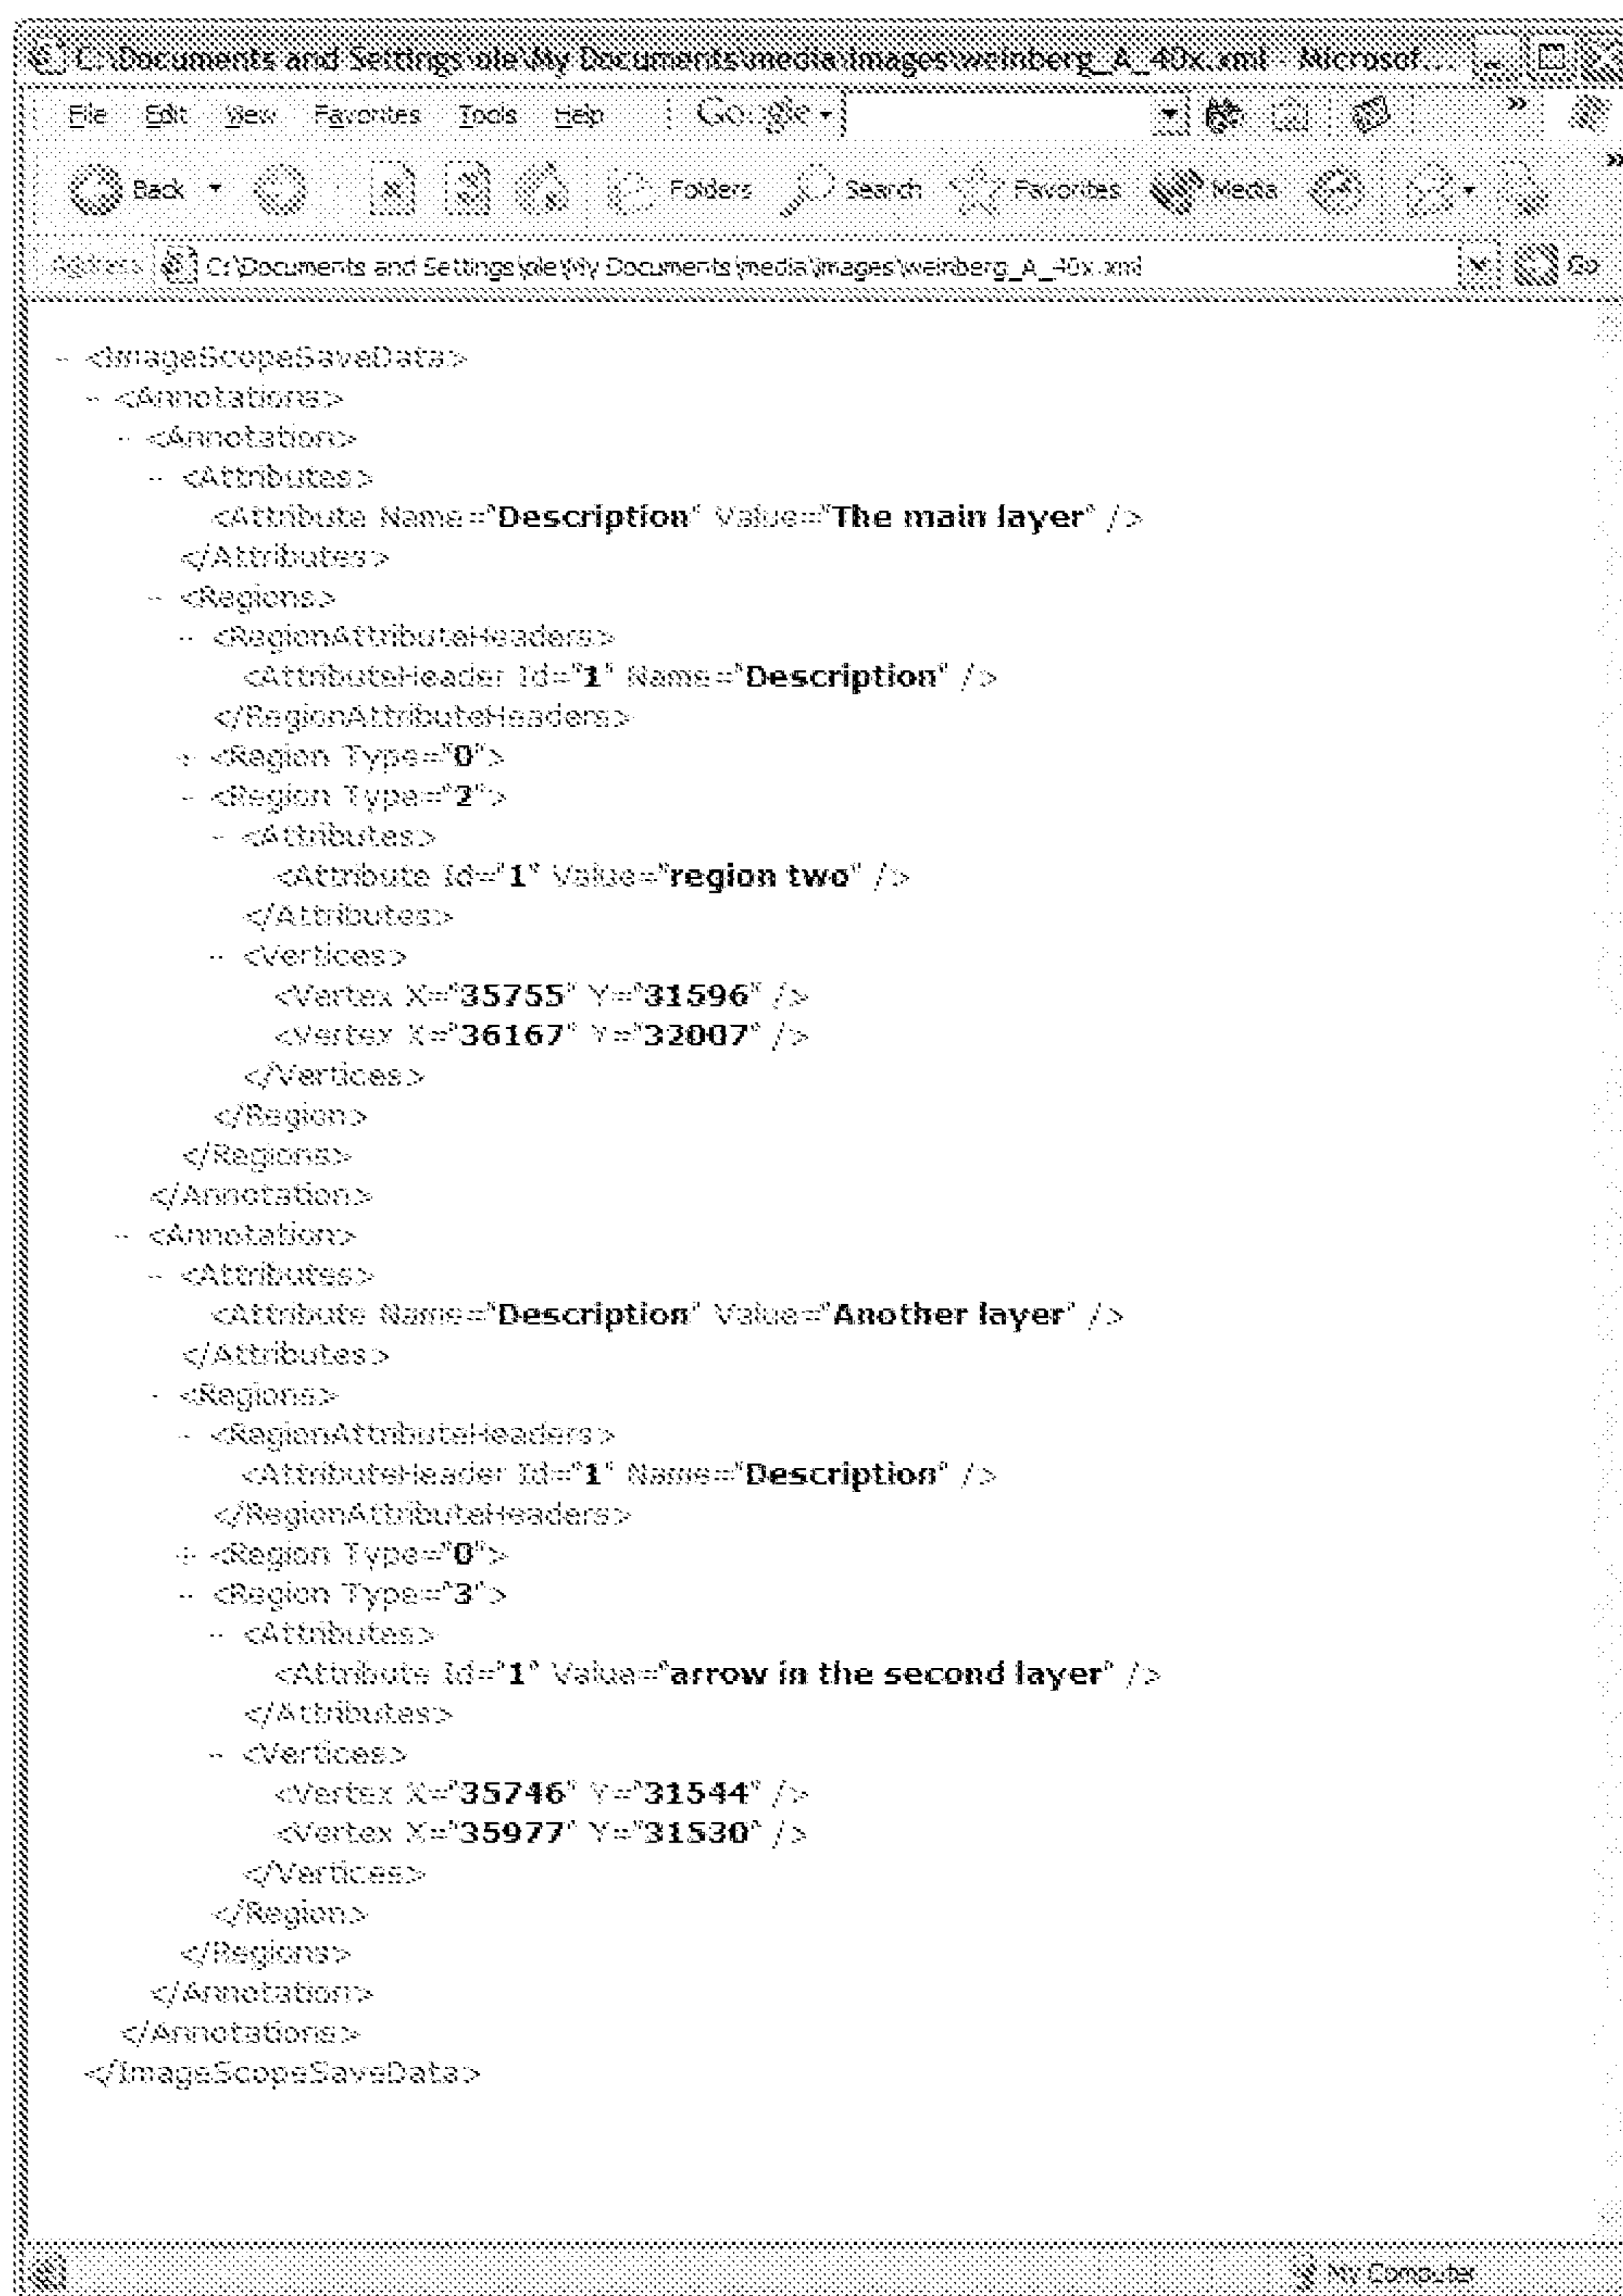 C:\Documents and Settings\ole\My Documents\media\images\weinberg_A_40x.xml - Microsof...
File Edit View Favorites Tools Help Google
Back Folders Search Favorites Media
Address C:\Documents and Settings\ole\My Documents\media\images\weinberg_A_40x.xml Go
- <ImageScopeSaveData>
- <Annotations>
- <Annotation>
- <Attributes>
<Attribute Name="Description" Value="The main layer" />
</Attributes>
- <Regions>
- <RegionAttributeHeaders>
<AttributeHeader Id="1" Name="Description" />
</RegionAttributeHeaders>
+ <Region Type="0">
- <Region Type="2">
- <Attributes>
<Attribute Id="1" Value="region two" />
</Attributes>
- <Vertices>
<Vertex X="35755" Y="31596" />
<Vertex X="36167" Y="32007" />
</Vertices>
</Region>
</Regions>
</Annotation>
- <Annotation>
- <Attributes>
<Attribute Name="Description" Value="Another layer" />
</Attributes>
- <Regions>
- <RegionAttributeHeaders>
<AttributeHeader Id="1" Name="Description" />
</RegionAttributeHeaders>
+ <Region Type="0">
- <Region Type="3">
- <Attributes>
<Attribute Id="1" Value="arrow in the second layer" />
</Attributes>
- <Vertices>
<Vertex X="35746" Y="31544" />
<Vertex X="35977" Y="31530" />
</Vertices>
</Region>
</Regions>
</Annotation>
</Annotations>
</ImageScopeSaveData>
My Computer